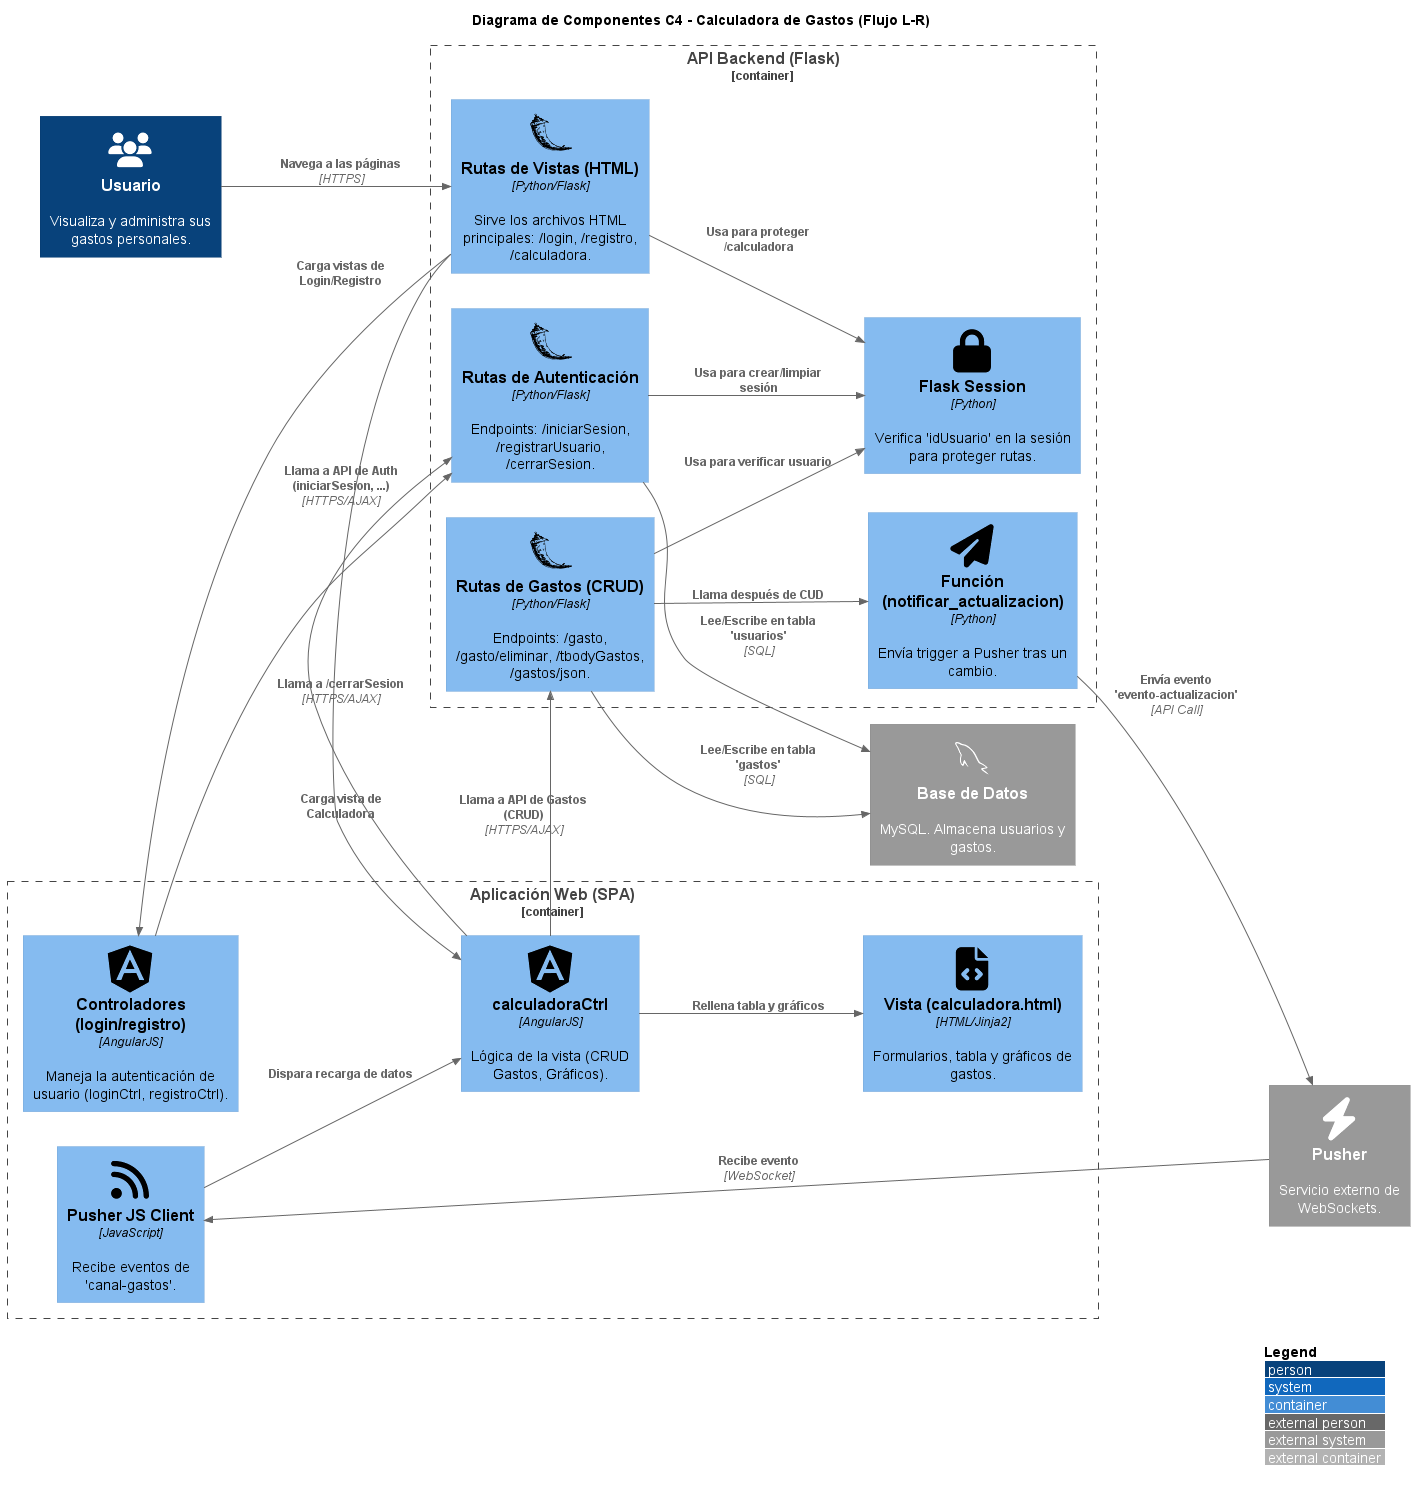 Diagrama de Componentes C4 - Calculadora de Gastos (Flujo L-R)
API Backend (Flask)
[container]
Usuario
Visualiza y administra sus
gastos personales.
Navega a las páginas
[HTTPS]
Rutas de Vistas (HTML)
[Python/Flask]
Sirve los archivos HTML
principales: /login, /registro,
/calculadora.
Usa para proteger
/calculadora
Carga vistas de
Login/Registro
Rutas de Autenticación
[Python/Flask]
Endpoints: /iniciarSesion,
/registrarUsuario,
/cerrarSesion.
Usa para crear/limpiar
sesión
Flask Session
[Python]
Verifica 'idUsuario' en la sesión
para proteger rutas.
Llama a API de Auth
(iniciarSesion, ...)
[HTTPS/AJAX]
Usa para verificar usuario
Rutas de Gastos (CRUD)
[Python/Flask]
Endpoints: /gasto,
/gasto/eliminar, /tbodyGastos,
/gastos/json.
Llama después de CUD
Función
(notificar_actualizacion)
[Python]
Envía trigger a Pusher tras un
cambio.
Lee/Escribe en tabla
'usuarios'
[SQL]
Llama a /cerrarSesion
[HTTPS/AJAX]
Envía evento
'evento-actualizacion'
[API Call]
Lee/Escribe en tabla
'gastos'
[SQL]
Base de Datos
MySQL. Almacena usuarios y
gastos.
Carga vista de
Calculadora
Llama a API de Gastos
(CRUD)
[HTTPS/AJAX]
Aplicación Web (SPA)
[container]
Controladores
(login/registro)
[AngularJS]
Maneja la autenticación de
usuario (loginCtrl, registroCtrl).
calculadoraCtrl
[AngularJS]
Lógica de la vista (CRUD
Gastos, Gráficos).
Rellena tabla y gráficos
Vista (calculadora.html)
[HTML/Jinja2]
Formularios, tabla y gráficos de
gastos.
Dispara recarga de datos
Pusher JS Client
[JavaScript]
Recibe eventos de
'canal-gastos'.
Recibe evento
[WebSocket]
Pusher
Servicio externo de
WebSockets.
Legend
person
system
container
external person
external system
external container